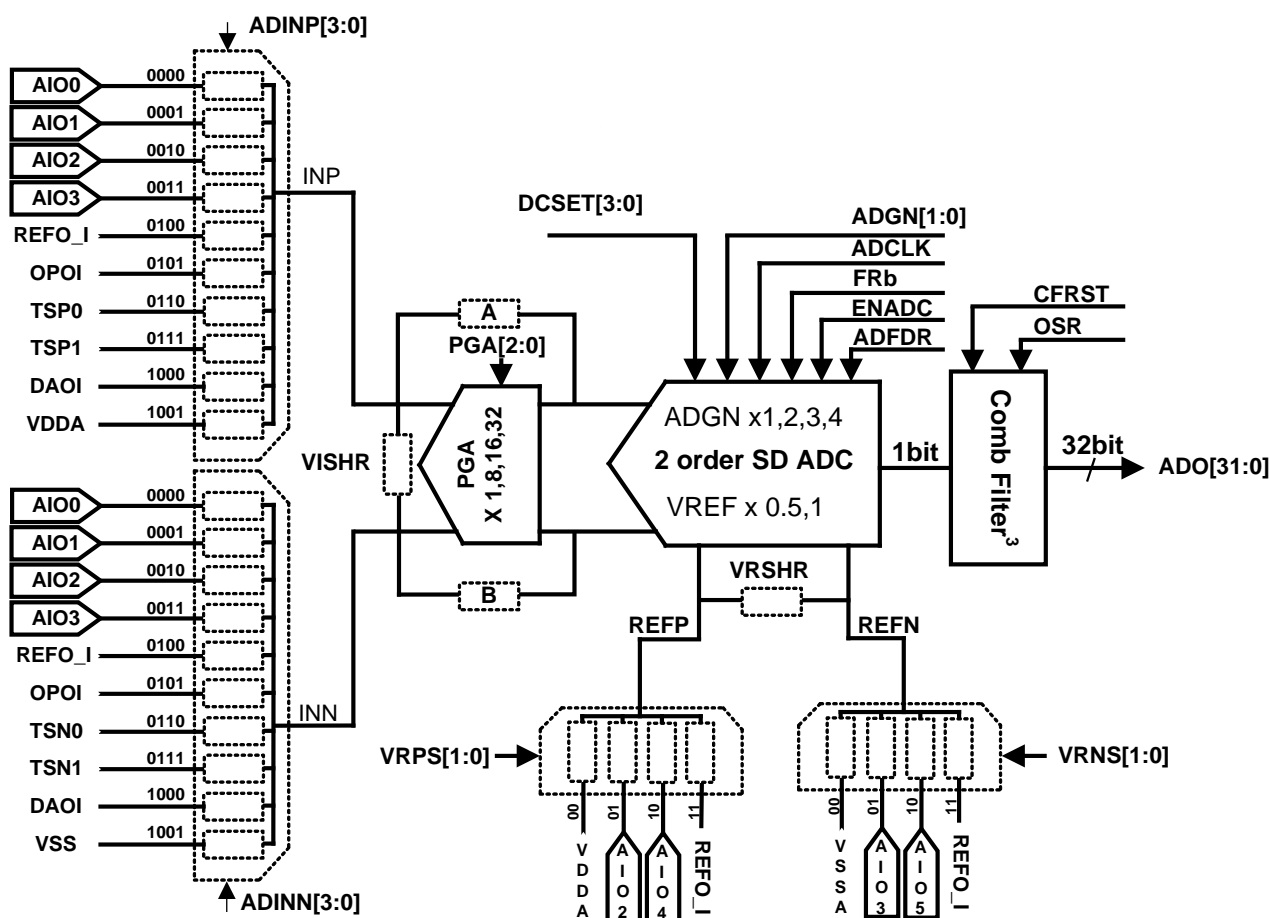 ADINP[3:0]
AIO0 0000
AIO1 0001
AIO2 0010
AIO3 0011
REFO_I 0100
OPOI 0101
TSP0 0110
TSP1 0111
DAOI 1000
VDDA 1001
INP
AIO0 0000
AIO1 0001
AIO2 0010
AIO3 0011
REFO_I 0100
OPOI 0101
TSN0 0110
TSN1 0111
DAOI 1000
VSS 1001
INN
ADINN[3:0]
VISHR
A
B
PGA[2:0]
PGA
X 1,8,16,32
DCSET[3:0]
ADGN[1:0]
ADCLK
FRb
ENADC
ADFDR
ADGN x1,2,3,4
2 order SD ADC
VREF x 0.5,1
1bit
CFRST
OSR
Comb Filter3
32bit
ADO[31:0]
VRSHR
REFP
REFN
VRPS[1:0]
00 01 10 11
VDDA
AIO2
AIO4
REFO_I
VRNS[1:0]
00 01 10 11
VSSA
AIO3
AIO5
REFO_I